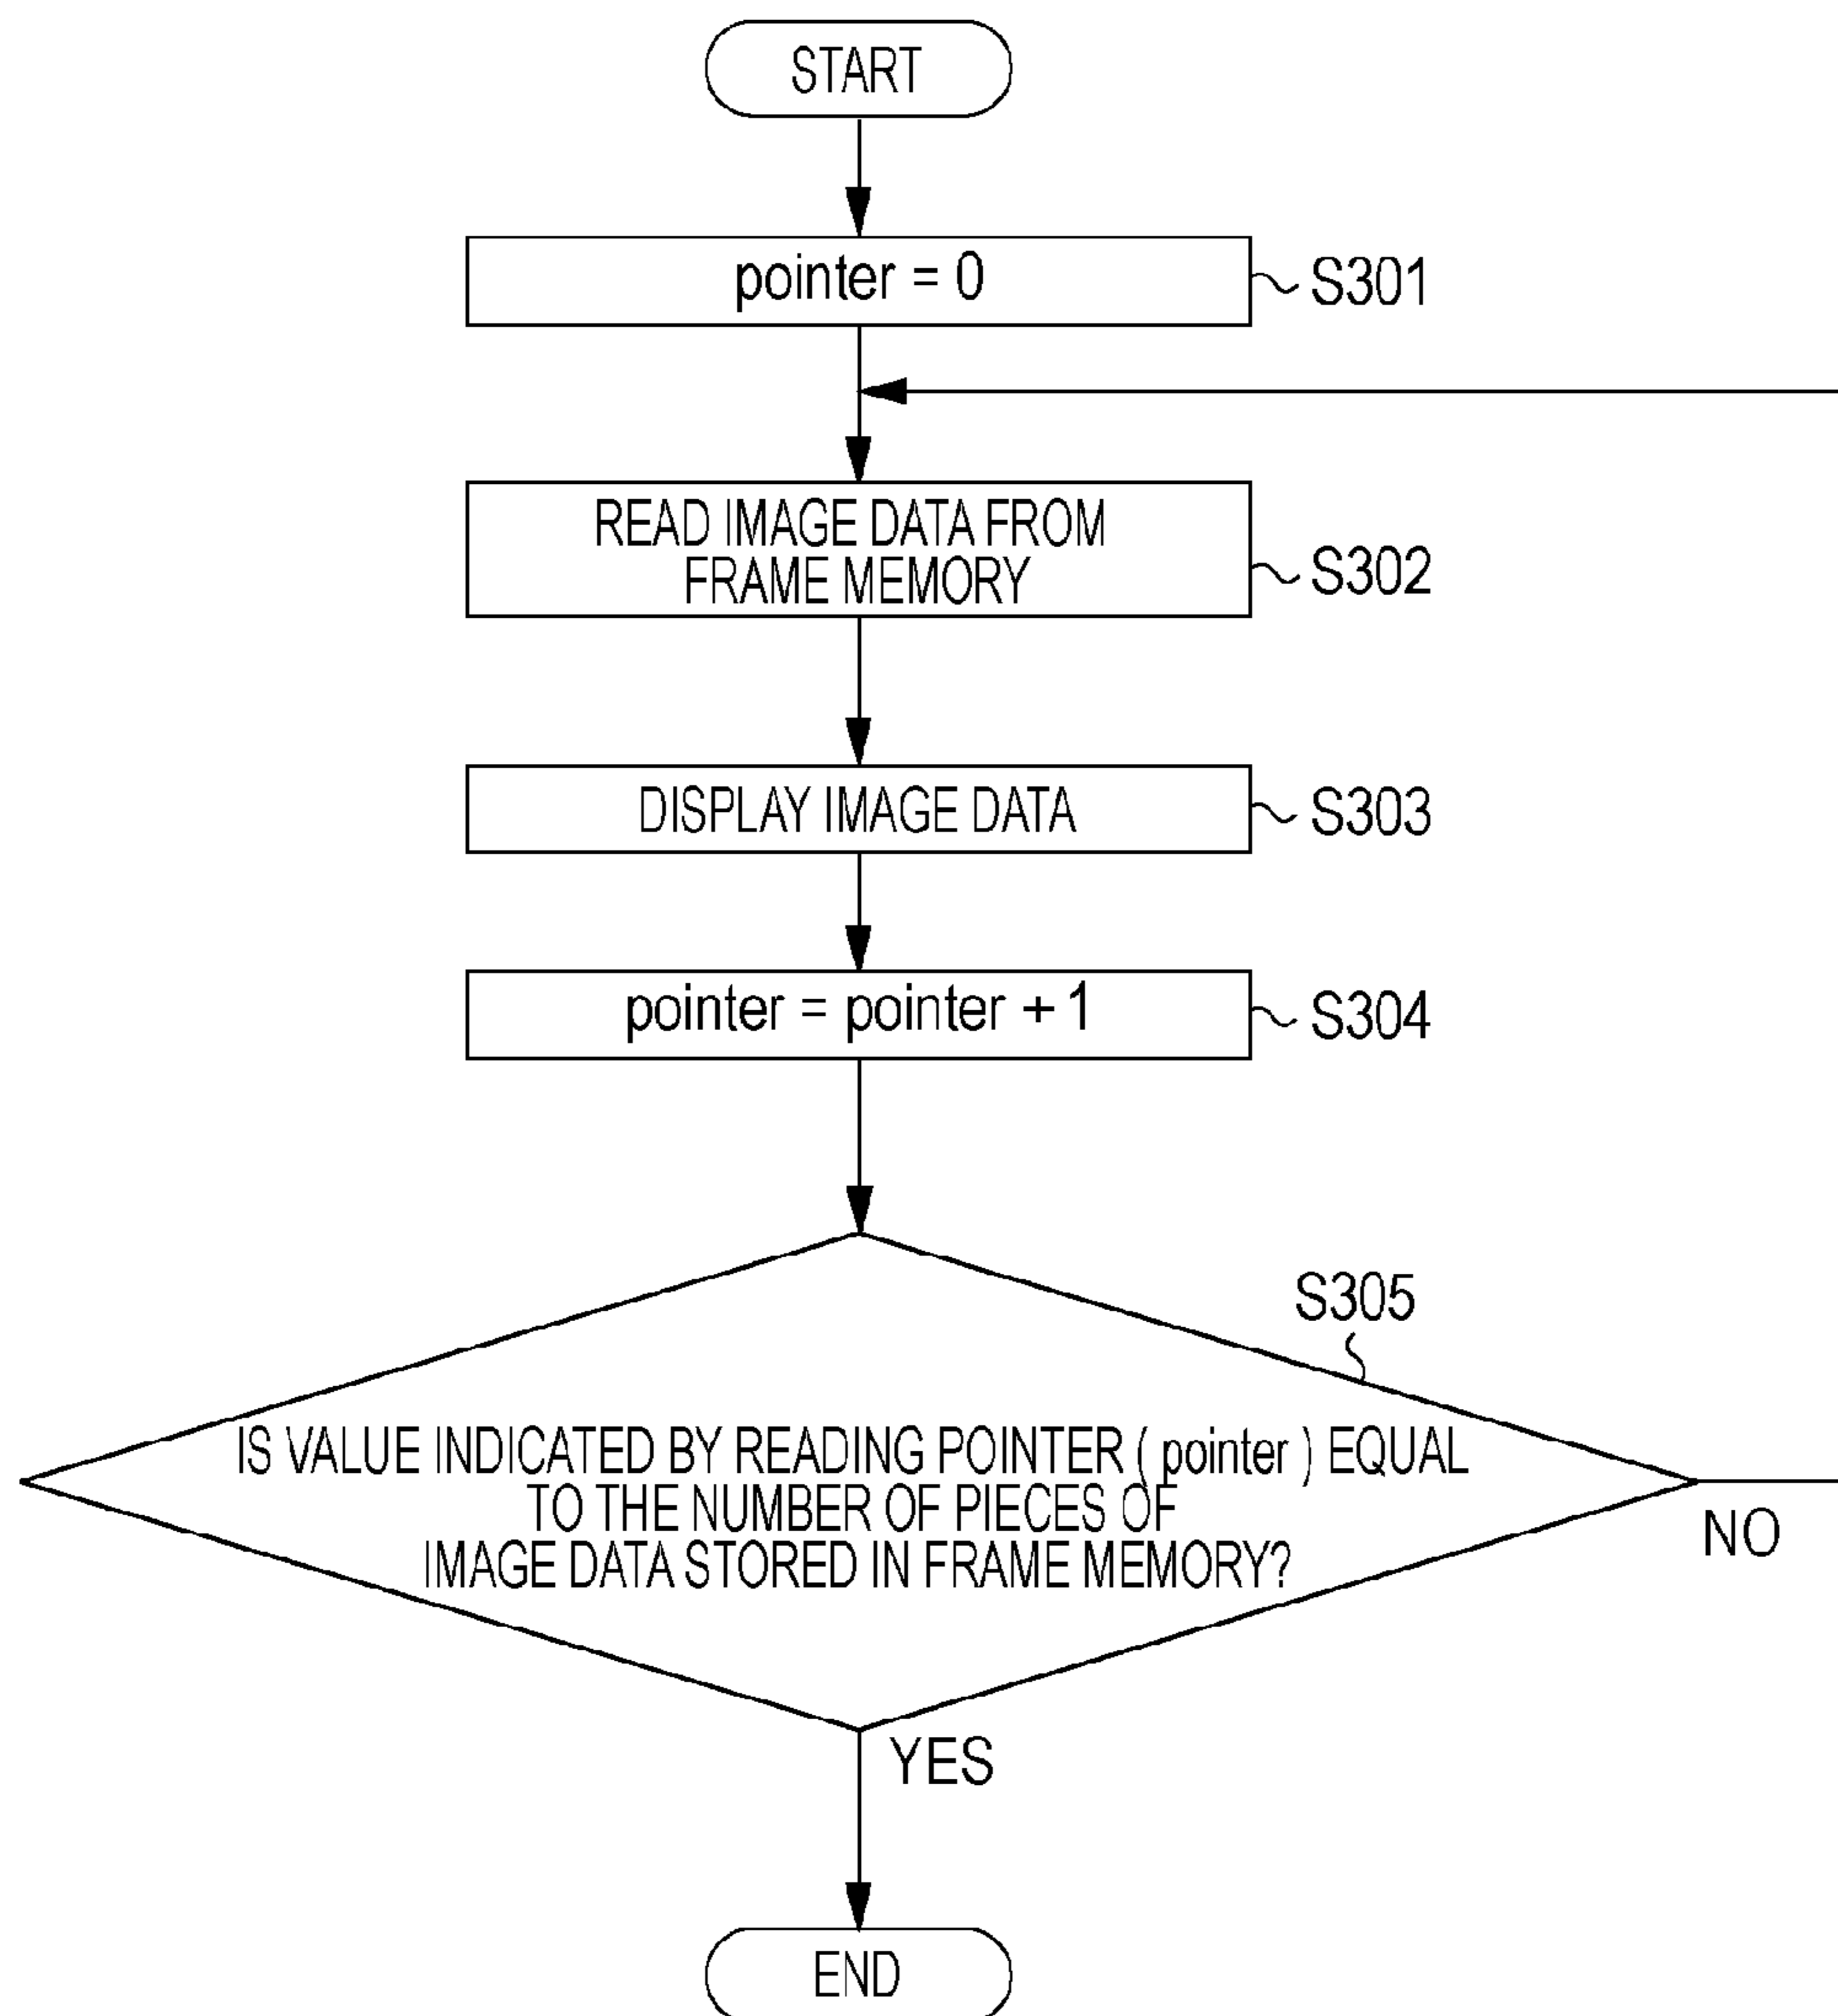 START
pointer = 0
S301
READ IMAGE DATA FROM
FRAME MEMORY
S302
DISPLAY IMAGE DATA
S303
pointer = pointer + 1
S304
S305
IS VALUE INDICATED BY READING POINTER ( pointer ) EQUAL
TO THE NUMBER OF PIECES OF
IMAGE DATA STORED IN FRAME MEMORY?
NO
YES
END